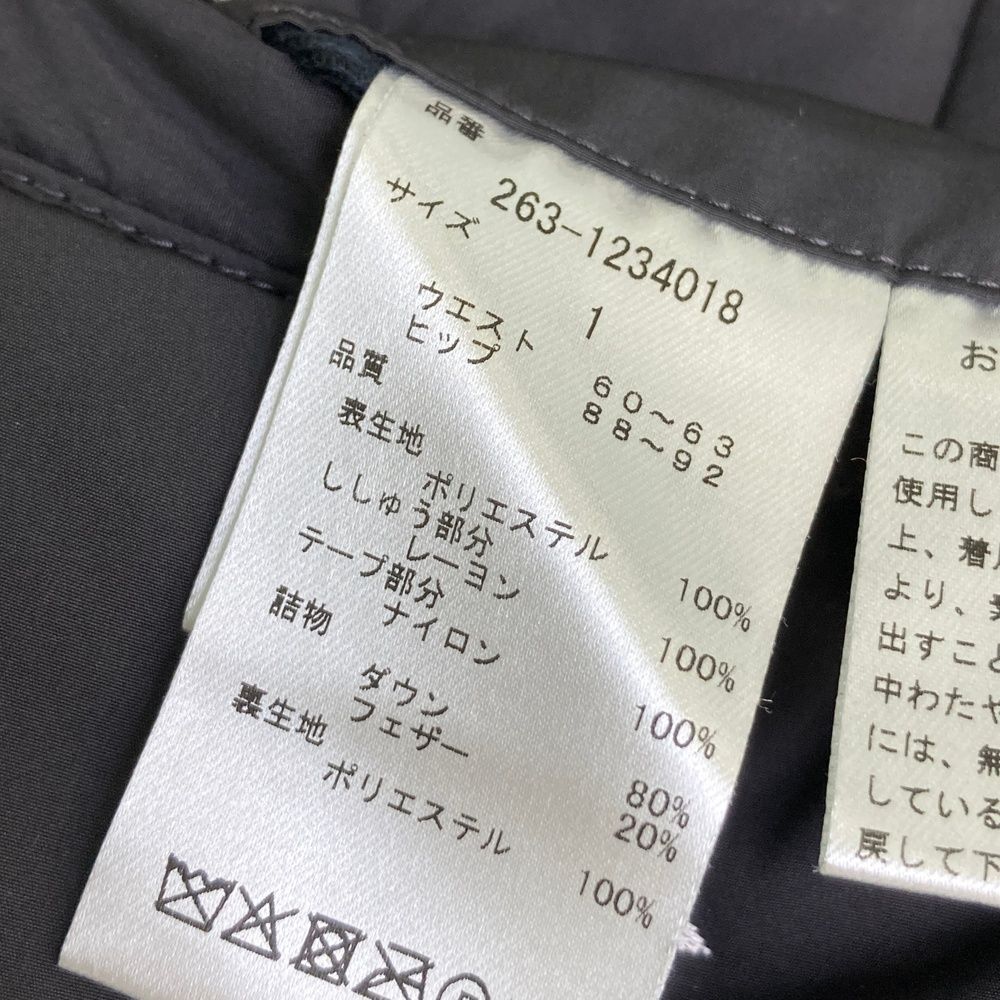 品番
263-1234018
サイズ
1
ウエスト 60〜63
ヒップ 88〜92
品質
表生地
ポリエステル 100%
ししゅう部分
レーヨン 100%
テープ部分
ナイロン 100%
詰物
ダウン 80%
フェザー 20%
裏生地
ポリエステル 100%
お
この商
使用し
上、着
より、
出すこと
中わたや
には、無
している
戻して下